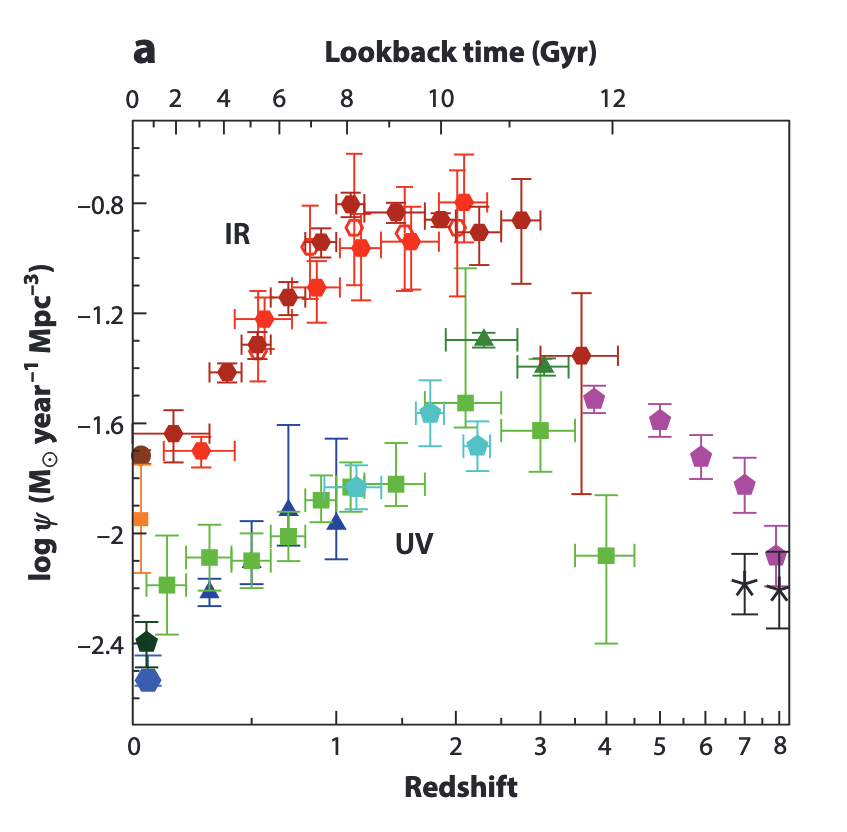 a
Lookback time (Gyr)
0 2 4 6 8 10 12
−0.8
IR
−1.2
−1.6
−2
UV
−2.4
log ψ (M☉ year⁻¹ Mpc⁻³)
0 1 2 3 4 5 6 7 8
Redshift